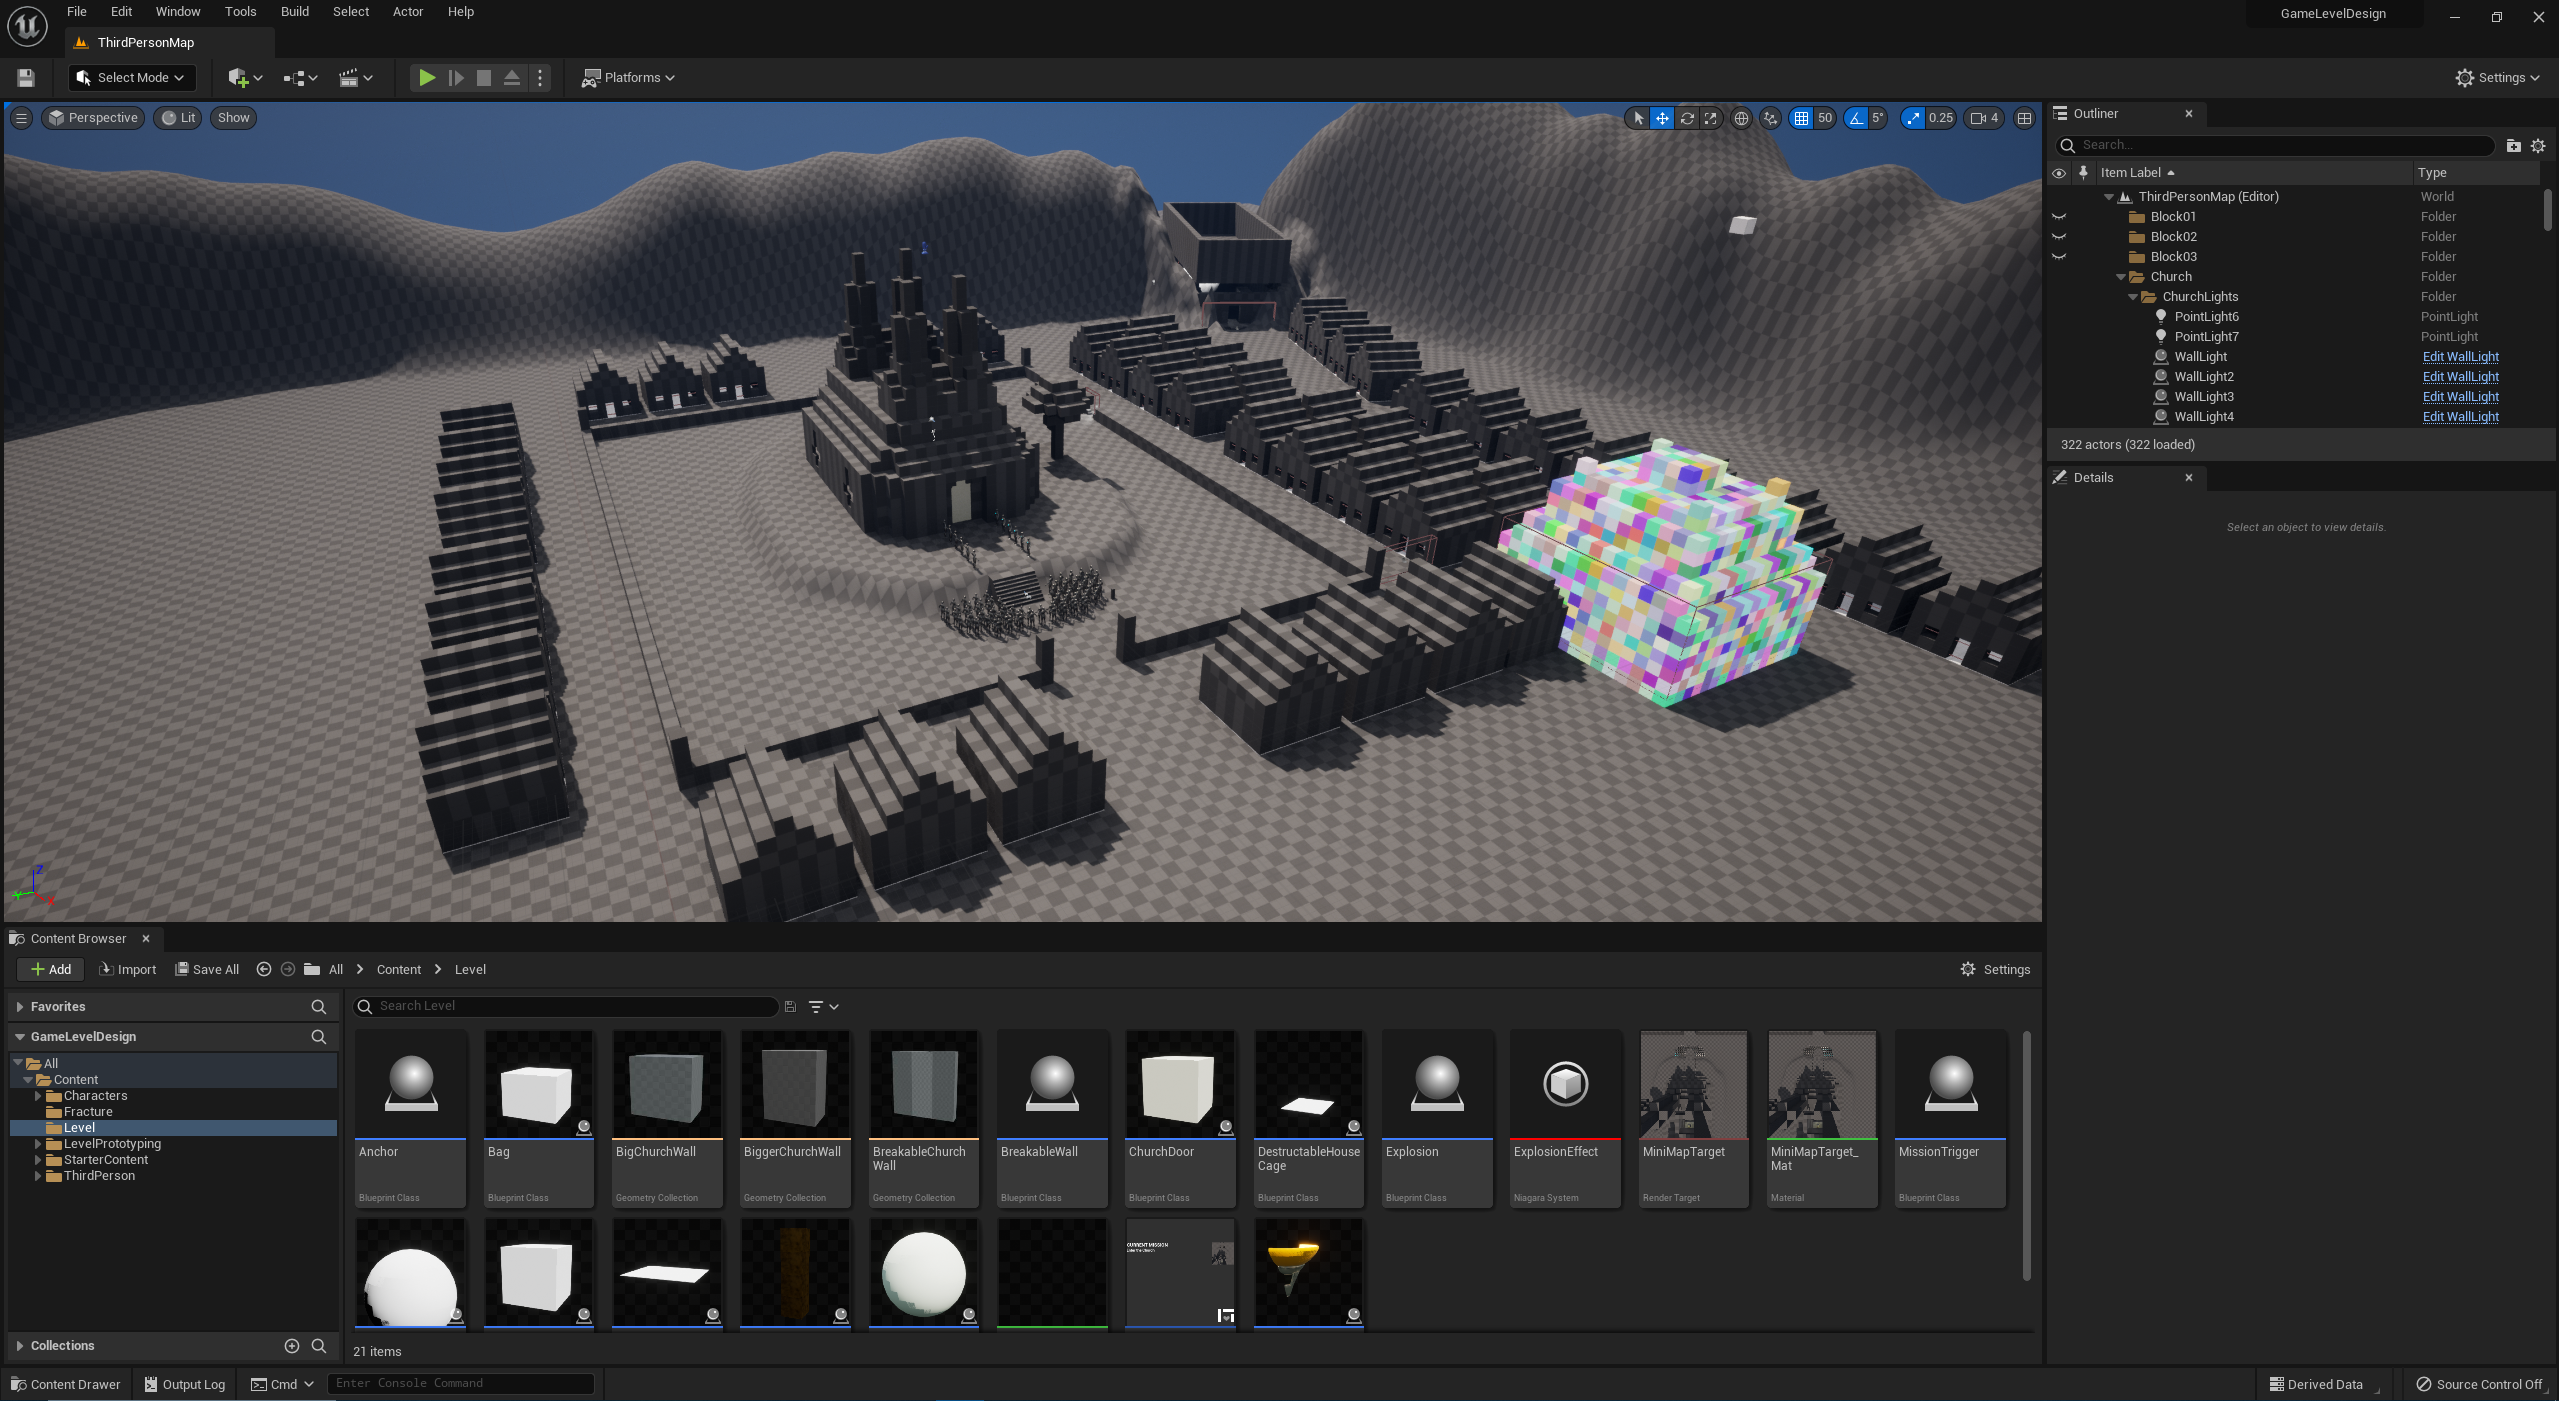 File Edit Window Tools Build Select Actor Help
GameLevelDesign
ThirdPersonMap
Select Mode
Platforms
Settings
Perspective Lit Show
50 5° 0.25 4
Outliner
Search...
Item Label Type
ThirdPersonMap (Editor) World
Block01 Folder
Block02 Folder
Block03 Folder
Church Folder
ChurchLights Folder
PointLight6 PointLight
PointLight7 PointLight
WallLight Edit WallLight
WallLight2 Edit WallLight
WallLight3 Edit WallLight
WallLight4 Edit WallLight
322 actors (322 loaded)
Details
Select an object to view details.
Z
Y
X
Content Browser
Add Import Save All All Content Level
Settings
Favorites
Search Level
GameLevelDesign
All
Content
Characters
Fracture
Level
LevelPrototyping
StarterContent
ThirdPerson
Collections
Anchor
Blueprint Class
Bag
Blueprint Class
BigChurchWall
Geometry Collection
BiggerChurchWall
Geometry Collection
BreakableChurch
Wall
Geometry Collection
BreakableWall
Blueprint Class
ChurchDoor
Blueprint Class
DestructableHouse
Cage
Blueprint Class
Explosion
Blueprint Class
ExplosionEffect
Niagara System
MiniMapTarget
Render Target
MiniMapTarget_
Mat
Material
MissionTrigger
Blueprint Class
CURRENT MISSION
Enter the Church
21 items
Content Drawer Output Log Cmd Enter Console Command
Derived Data Source Control Off